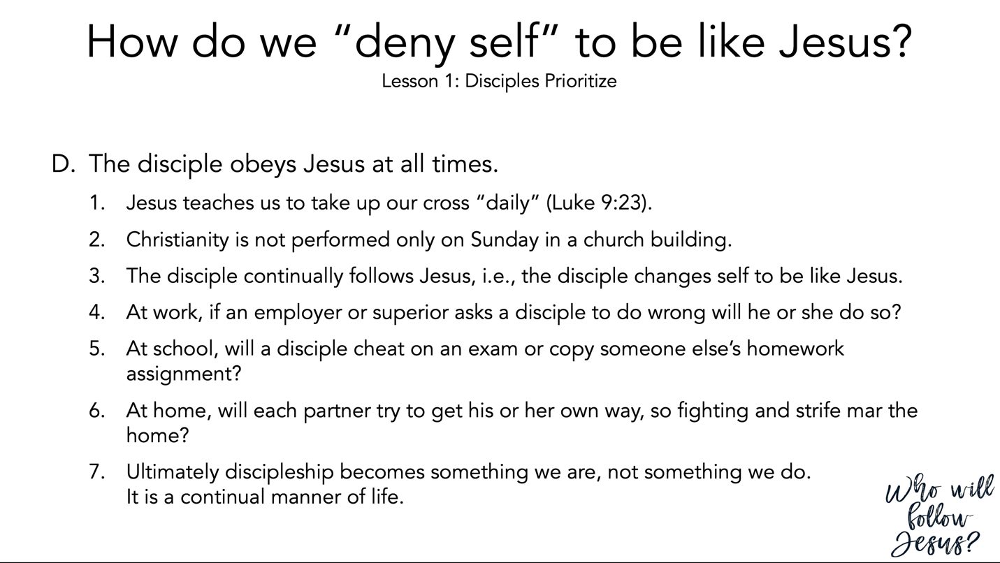 How do we “deny self” to be like Jesus?
Lesson 1: Disciples Prioritize
D. The disciple obeys Jesus at all times.
1. Jesus teaches us to take up our cross “daily” (Luke 9:23).
2. Christianity is not performed only on Sunday in a church building.
3. The disciple continually follows Jesus, i.e., the disciple changes self to be like Jesus.
4. At work, if an employer or superior asks a disciple to do wrong will he or she do so?
5. At school, will a disciple cheat on an exam or copy someone else’s homework
assignment?
6. At home, will each partner try to get his or her own way, so fighting and strife mar the
home?
7. Ultimately discipleship becomes something we are, not something we do.
It is a continual manner of life.
Who will
follow
Jesus?